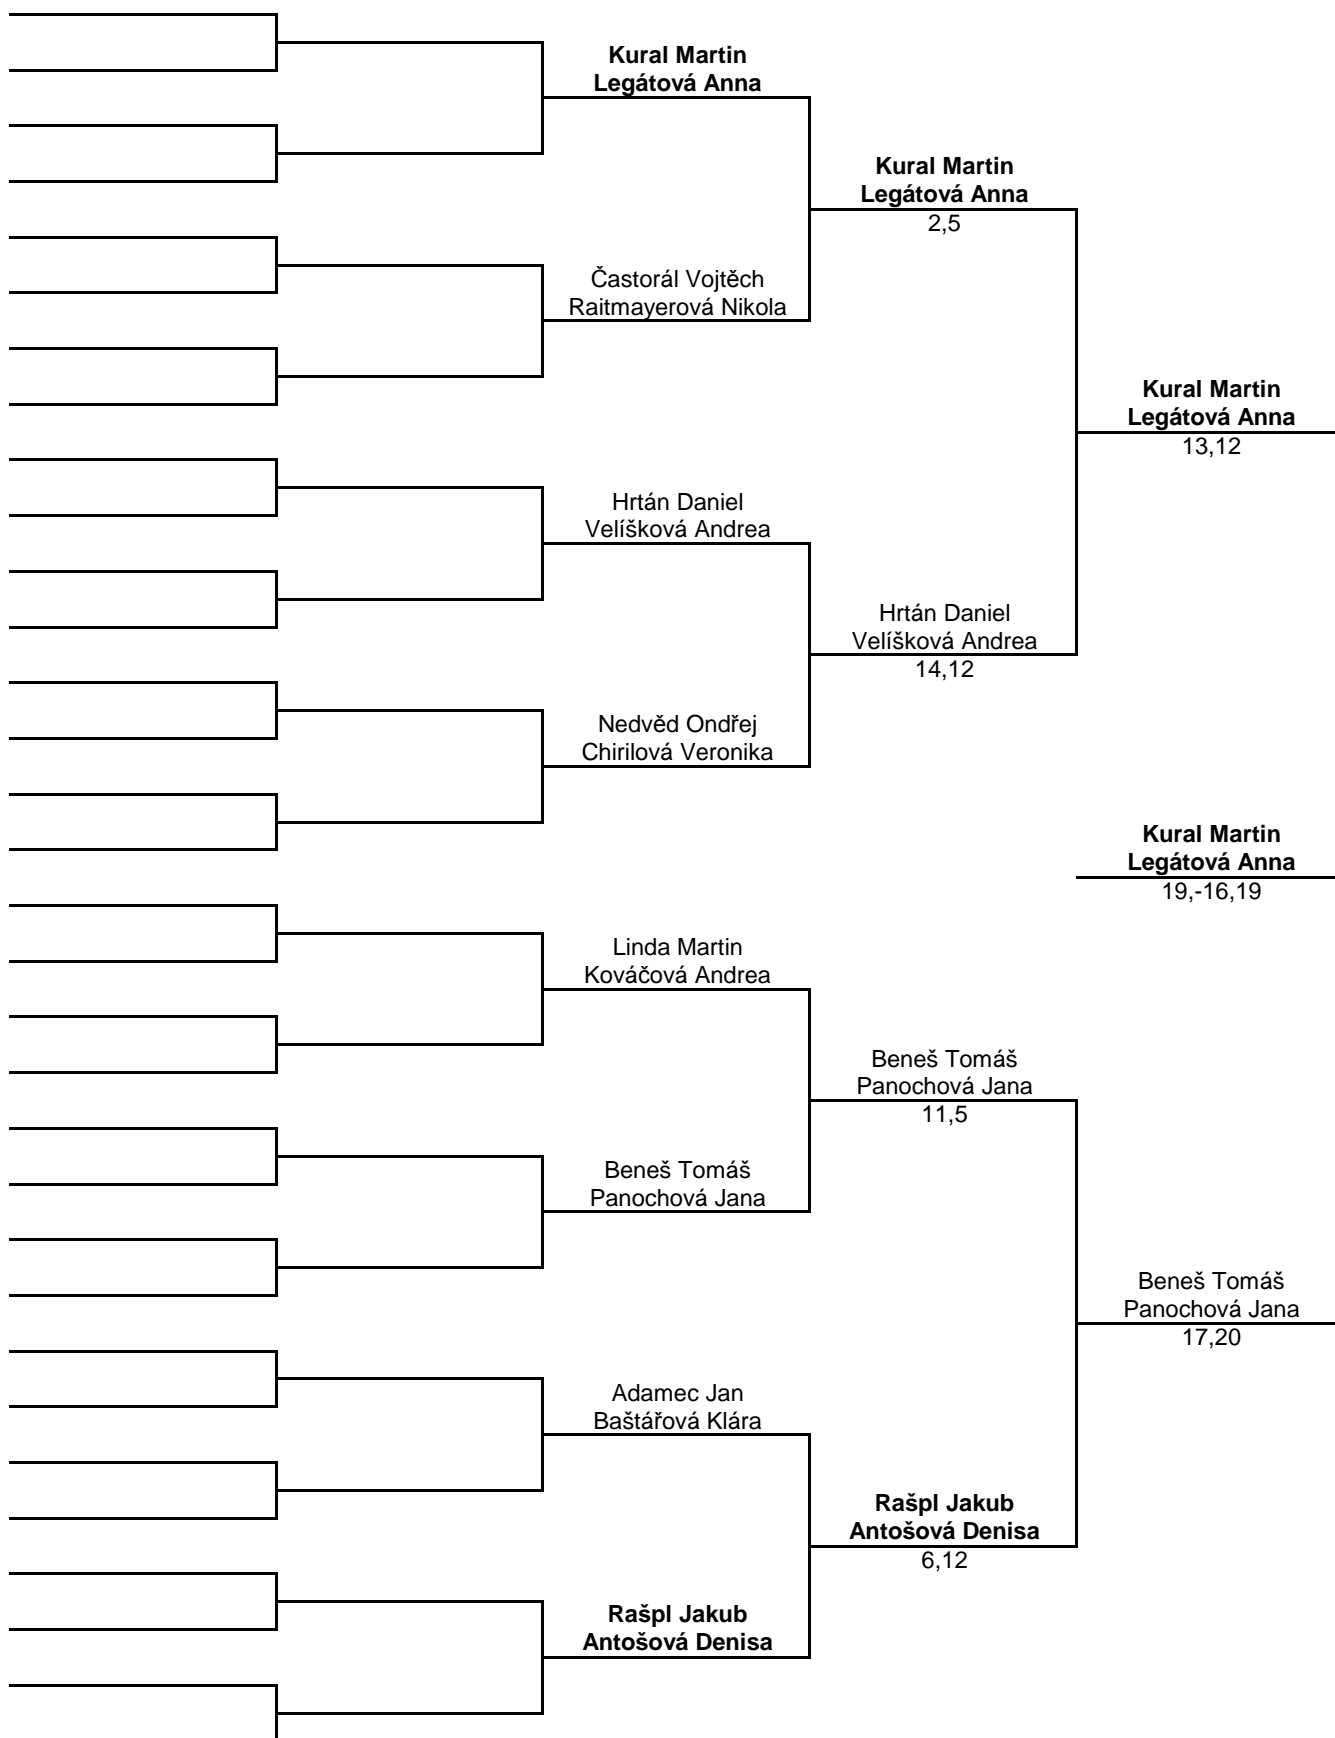 Kural Martin
Legátová Anna
Kural Martin
Legátová Anna
2,5
Častorál Vojtěch
Raitmayerová Nikola
Kural Martin
Legátová Anna
13,12
Hrtán Daniel
Velíšková Andrea
Hrtán Daniel
Velíšková Andrea
14,12
Nedvěd Ondřej
Chirilová Veronika
Kural Martin
Legátová Anna
19,-16,19
Linda Martin
Kováčová Andrea
Beneš Tomáš
Panochová Jana
11,5
Beneš Tomáš
Panochová Jana
Beneš Tomáš
Panochová Jana
17,20
Adamec Jan
Baštářová Klára
Rašpl Jakub
Antošová Denisa
6,12
Rašpl Jakub
Antošová Denisa